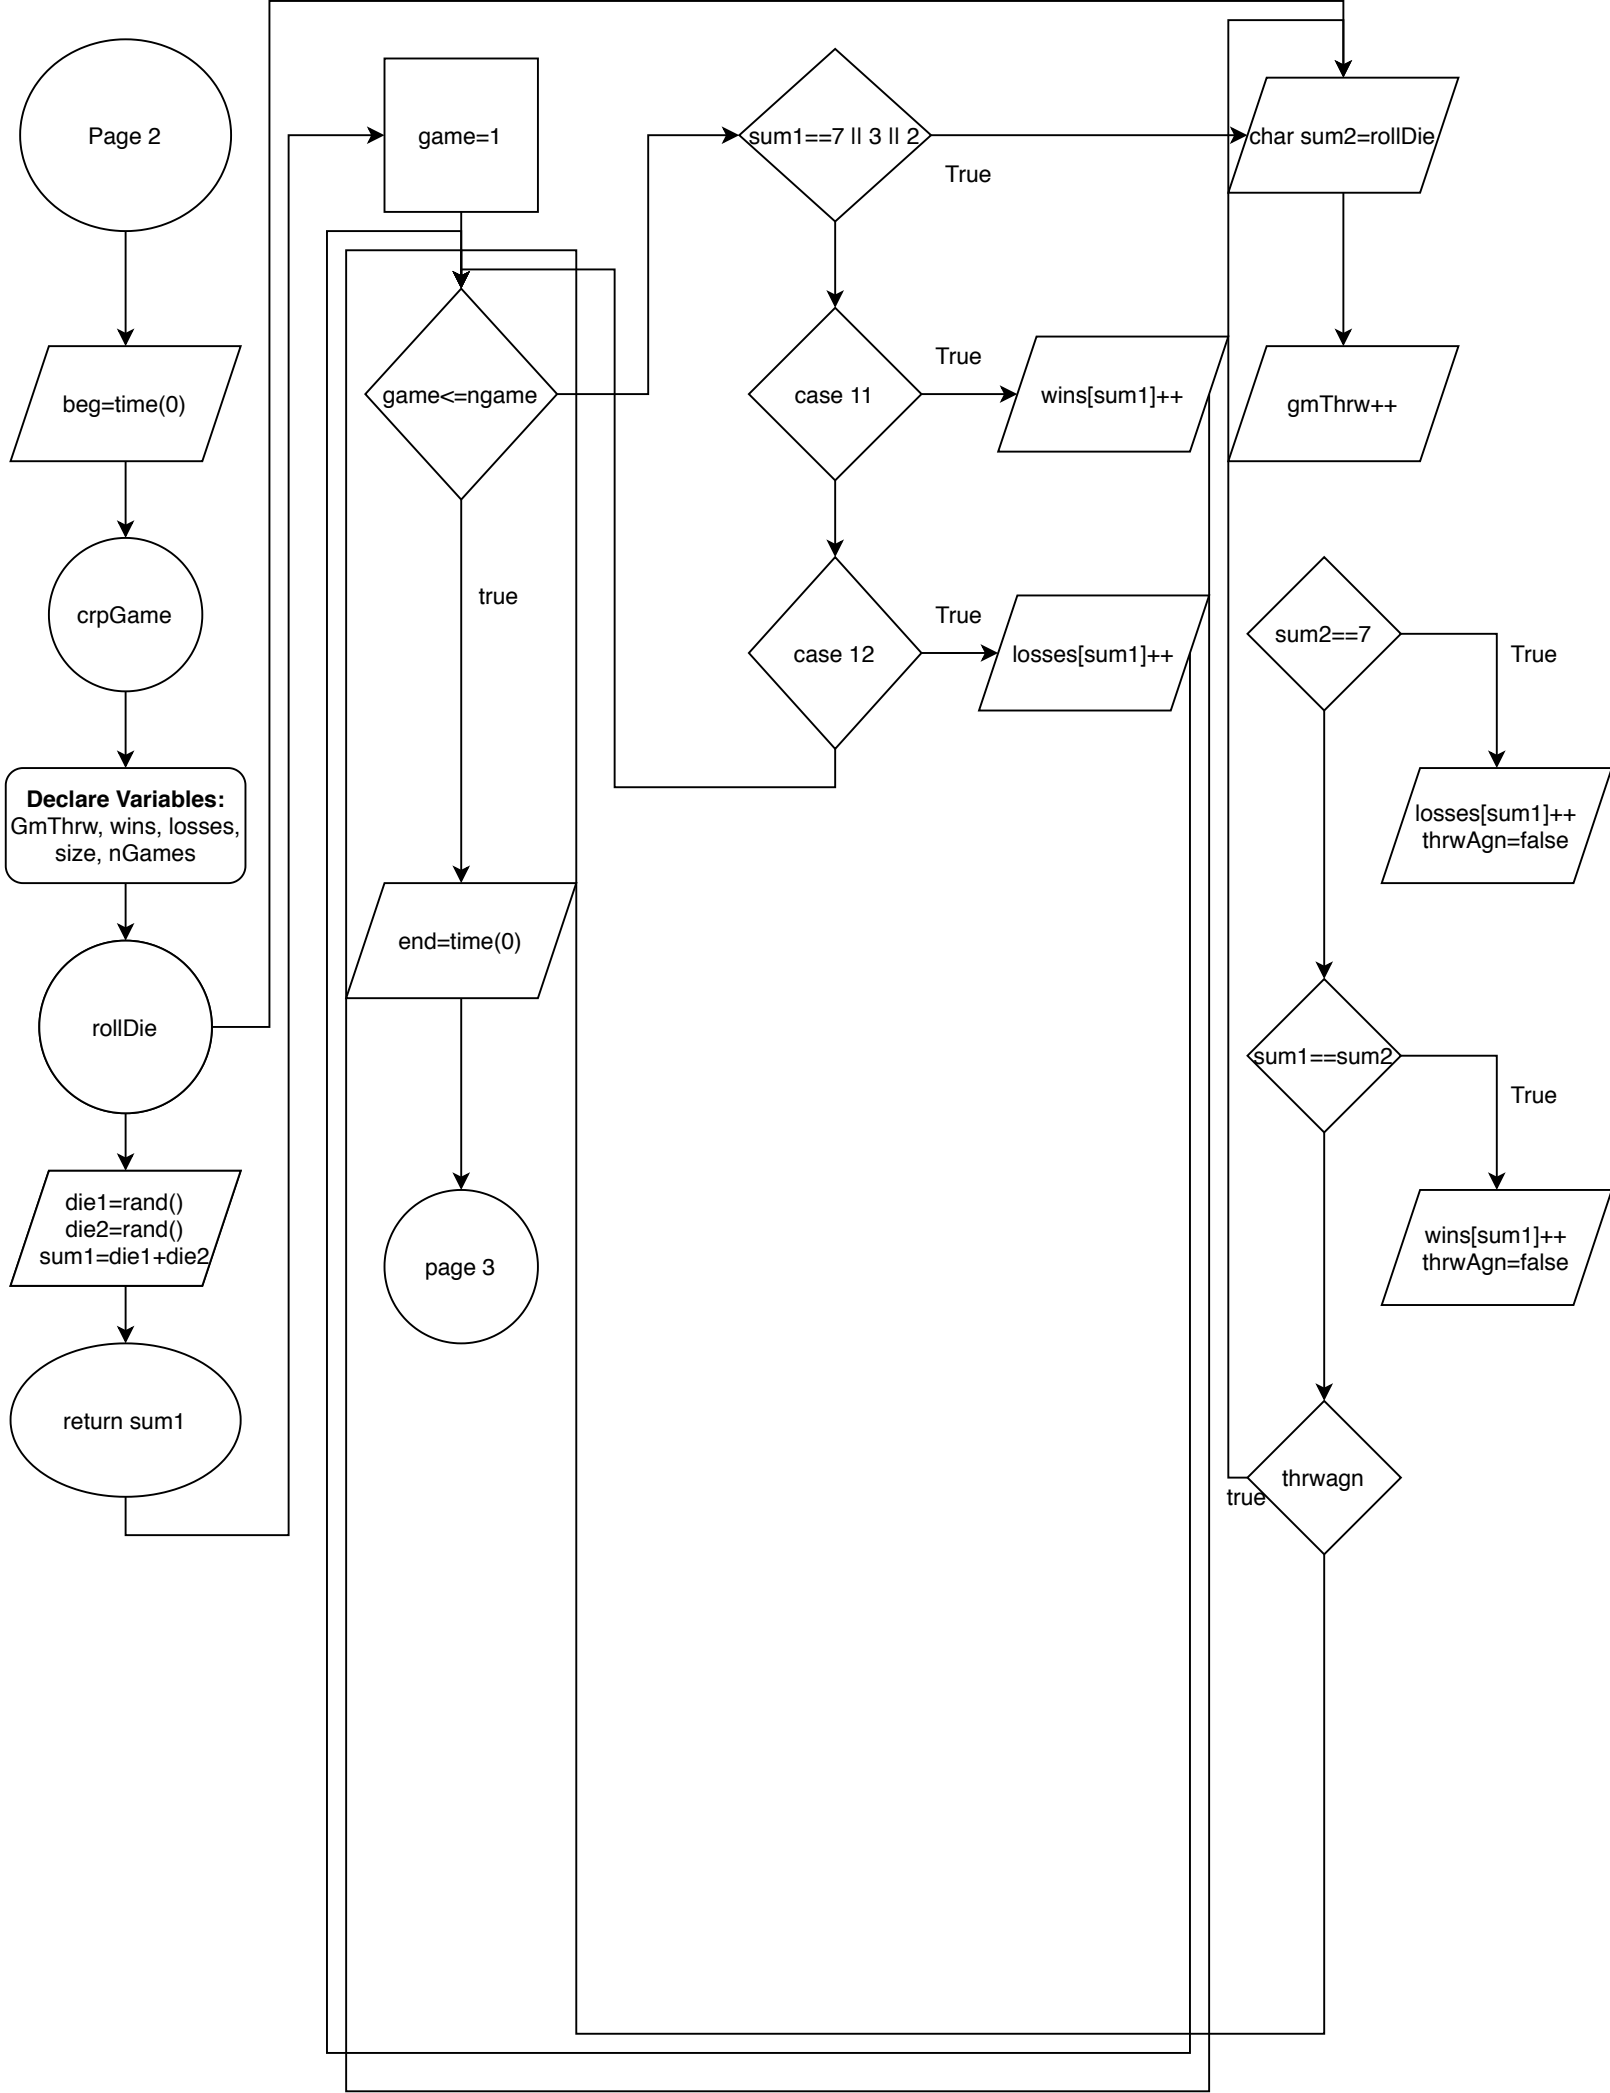 Page 2
beg=time(0)
crpGame
Declare Variables:
GmThrw, wins, losses,
size, nGames
rollDie
die1=rand()
die2=rand()
sum1=die1+die2
return sum1
game=1
game<=ngame
true
end=time(0)
page 3
sum1==7 || 3 || 2
True
case 11
True
wins[sum1]++
case 12
True
losses[sum1]++
char sum2=rollDie
gmThrw++
sum2==7
True
losses[sum1]++
thrwAgn=false
sum1==sum2
True
wins[sum1]++
thrwAgn=false
thrwagn
true